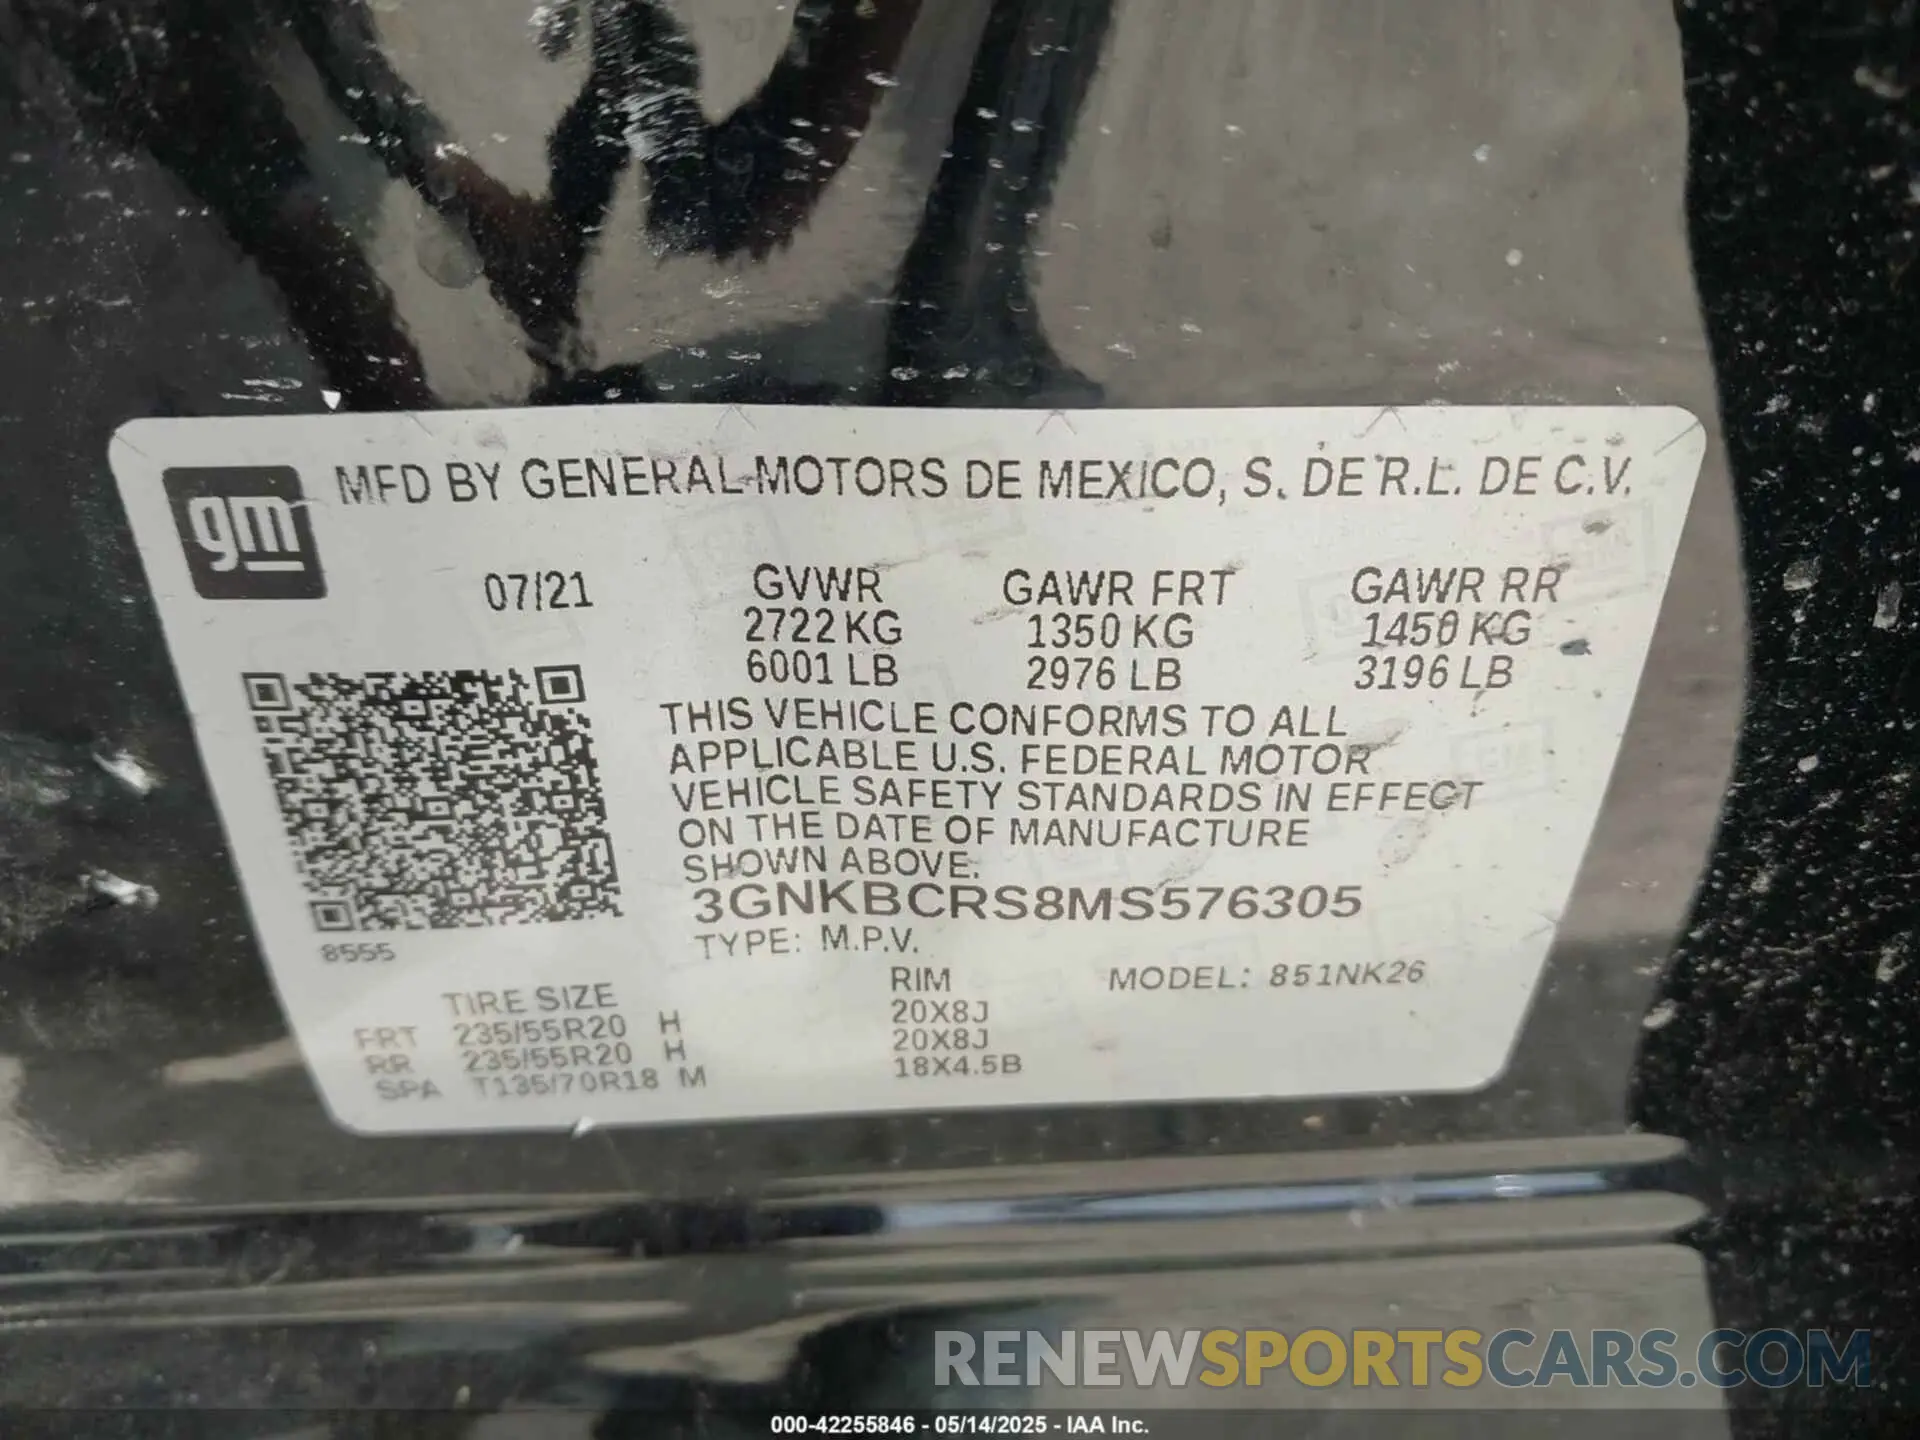 gm
MFD BY GENERAL MOTORS DE MEXICO, S. DE R.L. DE C.V.
07/21 GVWR GAWR FRT GAWR RR
2722 KG 1350 KG 1450 KG
6001 LB 2976 LB 3196 LB
THIS VEHICLE CONFORMS TO ALL
APPLICABLE U.S. FEDERAL MOTOR
VEHICLE SAFETY STANDARDS IN EFFECT
ON THE DATE OF MANUFACTURE
SHOWN ABOVE.
3GNKBCRS8MS576305
8555 TYPE: M.P.V.
TIRE SIZE RIM MODEL: 851NK26
FRT 235/55R20 H 20X8J
RR 235/55R20 H 20X8J
SPA T135/70R18 M 18X4.5B
RENEWSPORTSCARS.COM
000-42255846 - 05/14/2025 - IAA Inc.